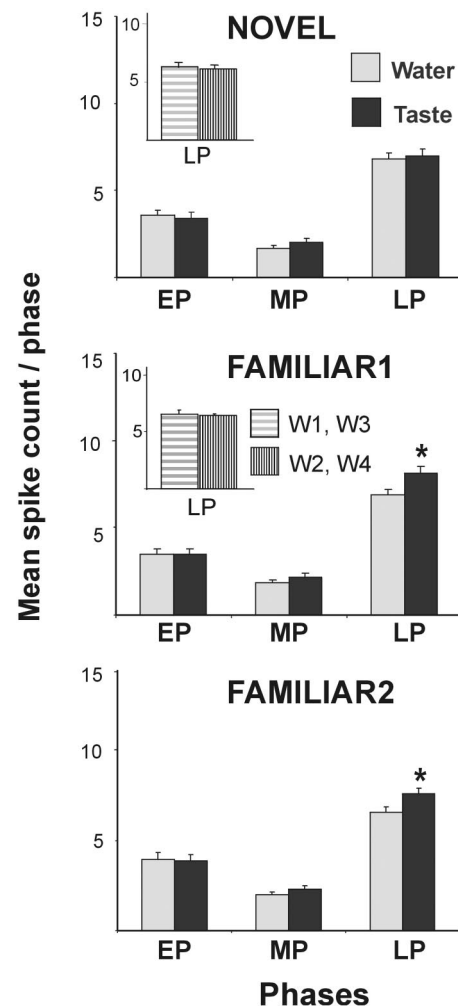 NOVEL
10
5
LP
Water
Taste
15
10
5
EP MP LP
Mean spike count / phase
FAMILIAR1
10
5
LP
W1, W3
W2, W4
15
10
5
*
EP MP LP
FAMILIAR2
15
10
5
*
EP MP LP
Phases